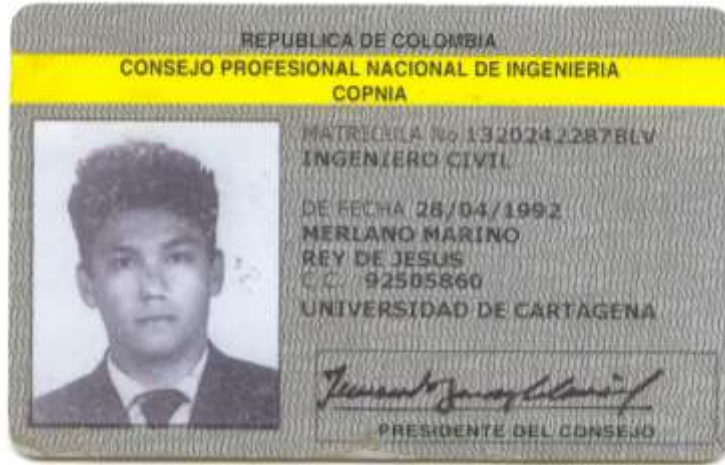 REPUBLICA DE COLOMBIA
CONSEJO PROFESIONAL NACIONAL DE INGENIERIA
COPNIA
MATRICULA No 1320242287BLV
INGENIERO CIVIL
DE FECHA 28/04/1992
MERLANO MARINO
REY DE JESUS
C.C. 92505860
UNIVERSIDAD DE CARTAGENA
PRESIDENTE DEL CONSEJO